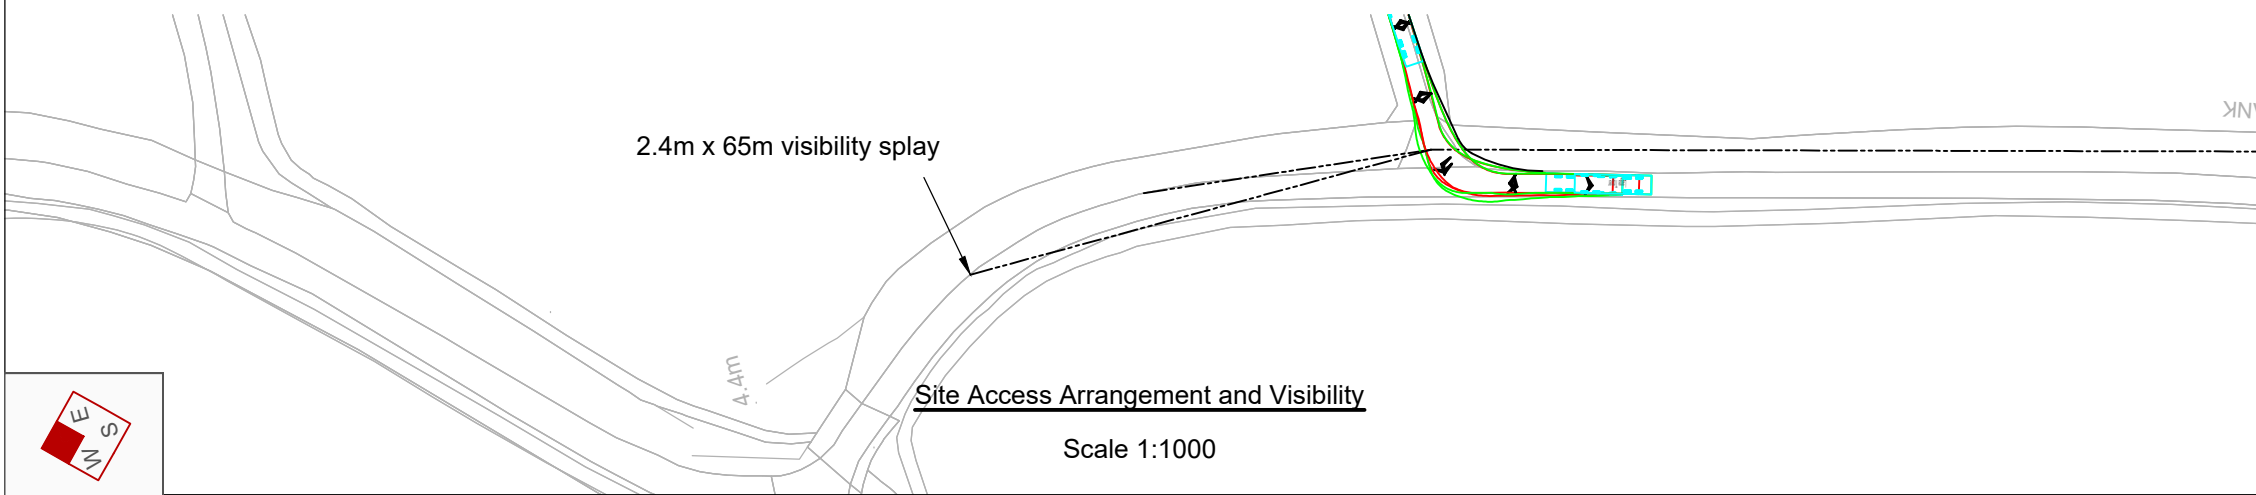 2.4m x 65m visibility splay
4.4m
Site Access Arrangement and Visibility
Scale 1:1000
E
S
W